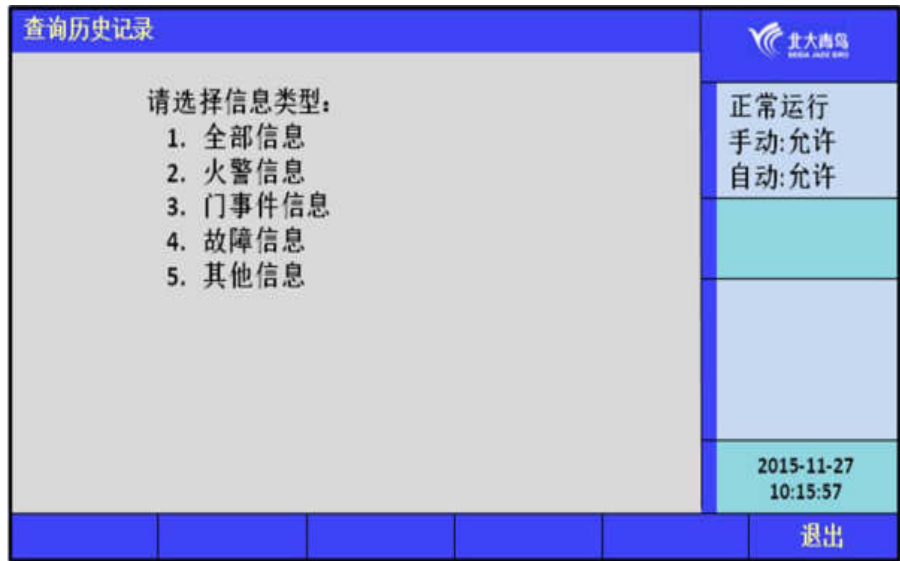 查询历史记录
北大青鸟
请选择信息类型：
1. 全部信息
2. 火警信息
3. 门事件信息
4. 故障信息
5. 其他信息
正常运行
手动:允许
自动:允许
2015-11-27
10:15:57
退出